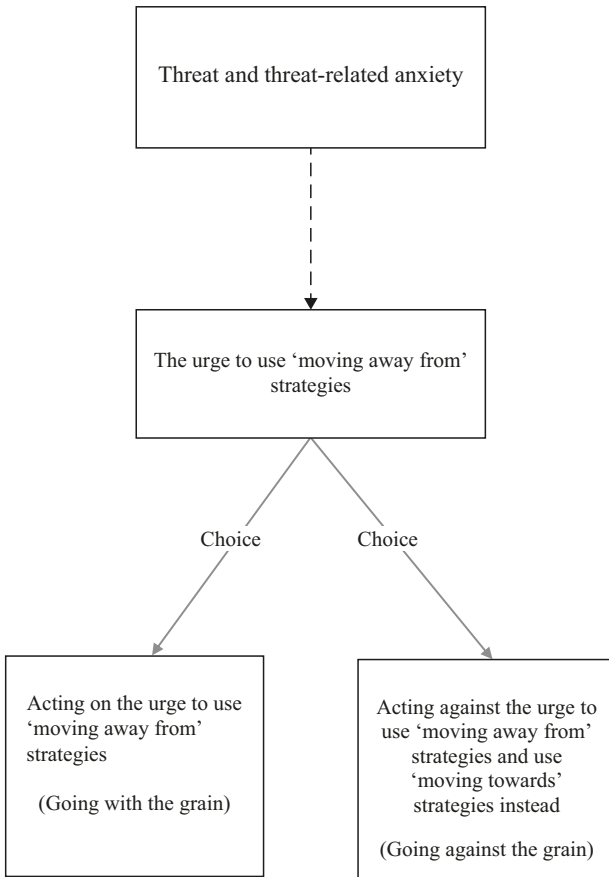 Threat and threat-related anxiety
The urge to use ‘moving away from’
strategies
Choice
Choice
Acting on the urge to use
‘moving away from’
strategies
(Going with the grain)
Acting against the urge to
use ‘moving away from’
strategies and use
‘moving towards’
strategies instead
(Going against the grain)